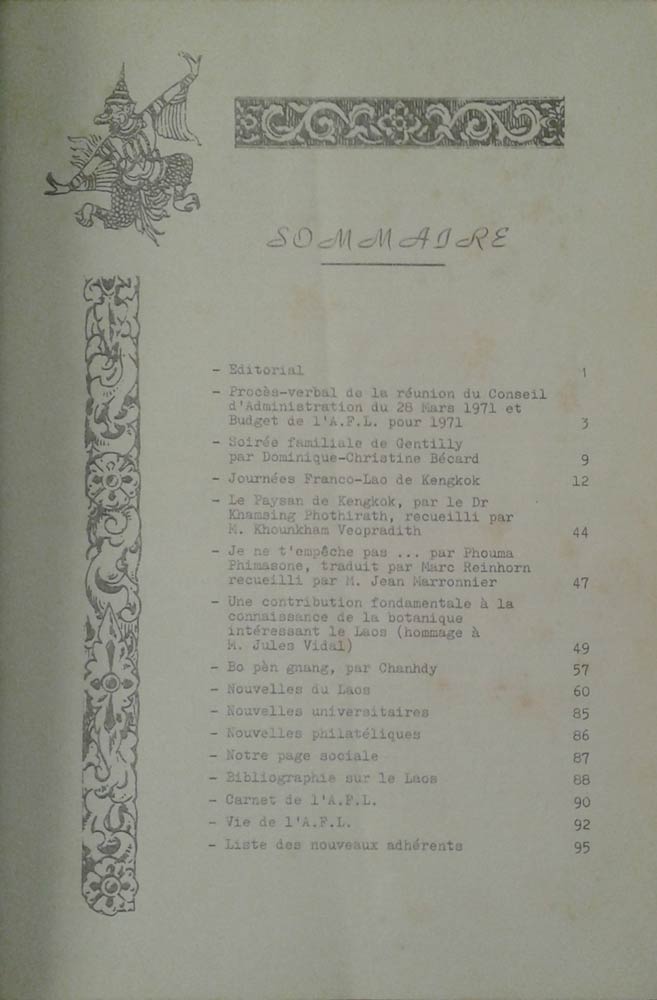 SOMMAIRE
- Editorial 1
- Procès-verbal de la réunion du Conseil
d'Administration du 28 Mars 1971 et
Budget de l'A.F.L. pour 1971 3
- Soirée familiale de Gentilly
par Dominique-Christine Bécard 9
- Journées Franco-Lao de Kengkok 12
- Le Paysan de Kengkok, par le Dr
Khamsing Phothirath, recueilli par
M. Khounkham Veopradith 44
- Je ne t'empêche pas ... par Phouma
Phimasone, traduit par Marc Reinhorn
recueilli par M. Jean Marronnier 47
- Une contribution fondamentale à la
connaissance de la botanique
intéressant le Laos (hommage à
M. Jules Vidal) 49
- Bo pèn gnang, par Chanhdy 57
- Nouvelles du Laos 60
- Nouvelles universitaires 85
- Nouvelles philatéliques 86
- Notre page sociale 87
- Bibliographie sur le Laos 88
- Carnet de l'A.F.L. 90
- Vie de l'A.F.L. 92
- Liste des nouveaux adhérents 95